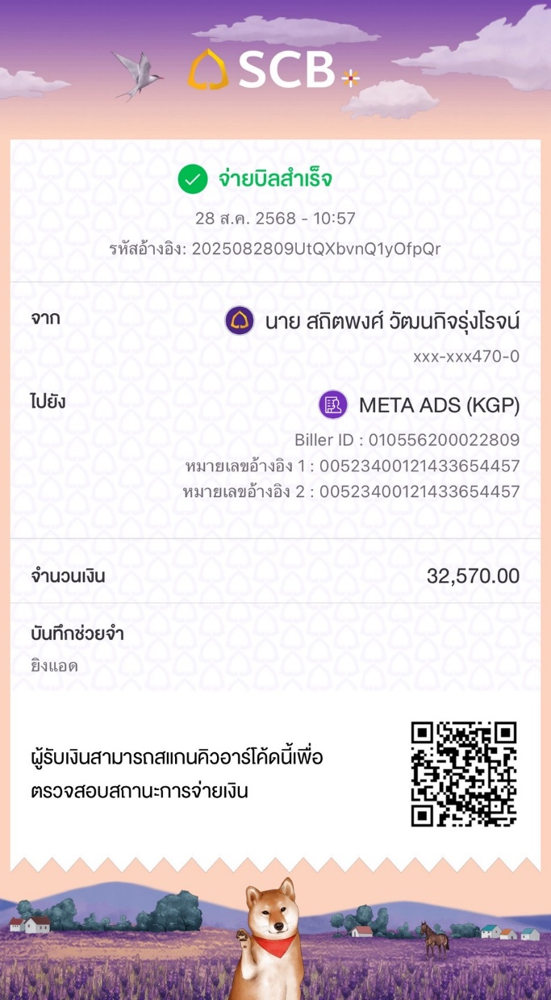 SCB
จ่ายบิลสำเร็จ
28 ส.ค. 2568 - 10:57
รหัสอ้างอิง: 2025082809UtQXbvnQ1yOfpQr
จาก
นาย สถิตพงศ์ วัฒนกิจรุ่งโรจน์
xxx-xxx470-0
ไปยัง
META ADS (KGP)
Biller ID : 010556200022809
หมายเลขอ้างอิง 1 : 00523400121433654457
หมายเลขอ้างอิง 2 : 00523400121433654457
จำนวนเงิน
32,570.00
บันทึกช่วยจำ
ยิงแอด
ผู้รับเงินสามารถสแกนคิวอาร์โค้ดนี้เพื่อ
ตรวจสอบสถานะการจ่ายเงิน